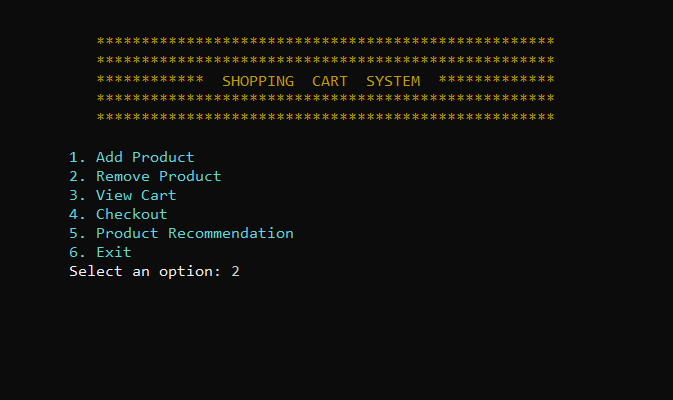 ***************************************************
***************************************************
************  SHOPPING  CART  SYSTEM  *************
***************************************************
***************************************************
1. Add Product
2. Remove Product
3. View Cart
4. Checkout
5. Product Recommendation
6. Exit
Select an option: 2